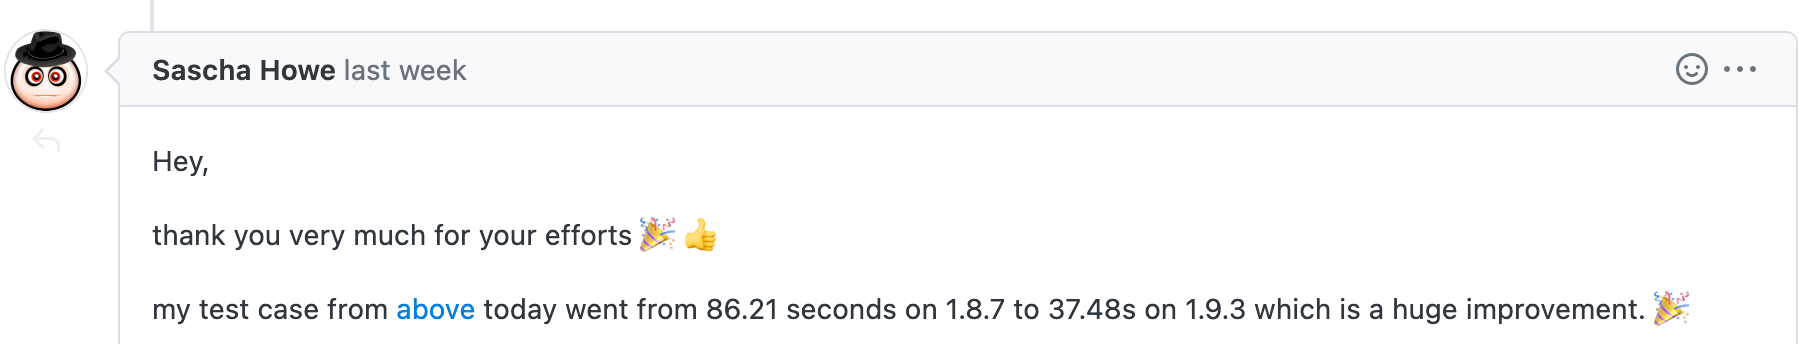 Sascha Howe last week
Hey,
thank you very much for your efforts 🎉 👍
my test case from above today went from 86.21 seconds on 1.8.7 to 37.48s on 1.9.3 which is a huge improvement. 🎉